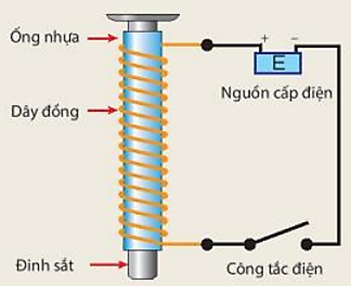 Ống nhựa
+ −
E
Nguồn cấp điện
Dây đồng
Đinh sắt
Công tắc điện